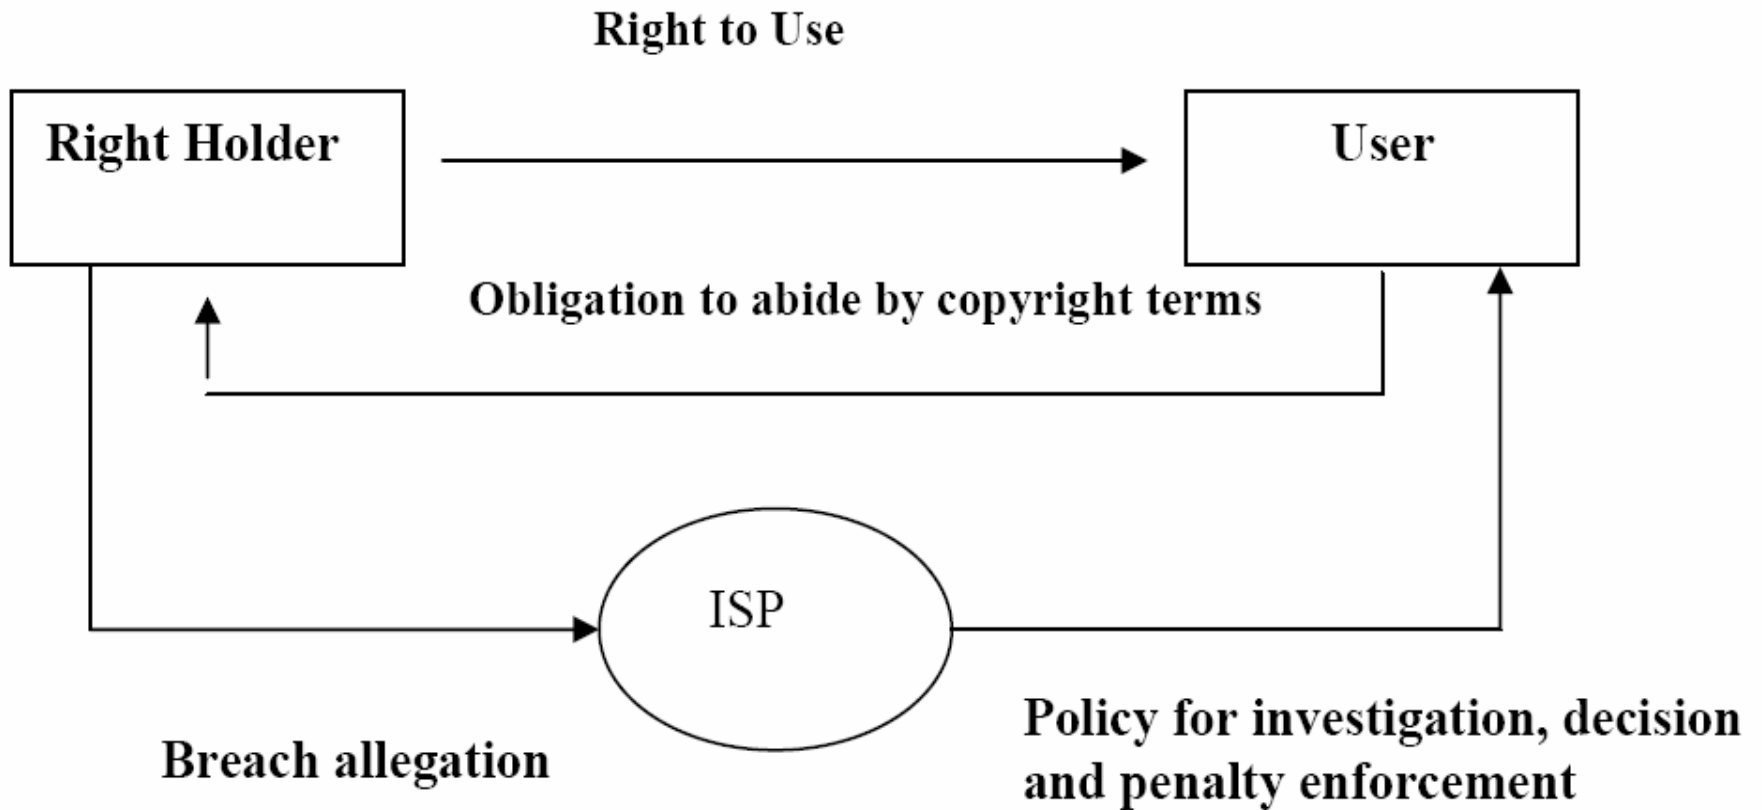 Right to Use
Right Holder
User
Obligation to abide by copyright terms
ISP
Breach allegation
Policy for investigation, decision
and penalty enforcement